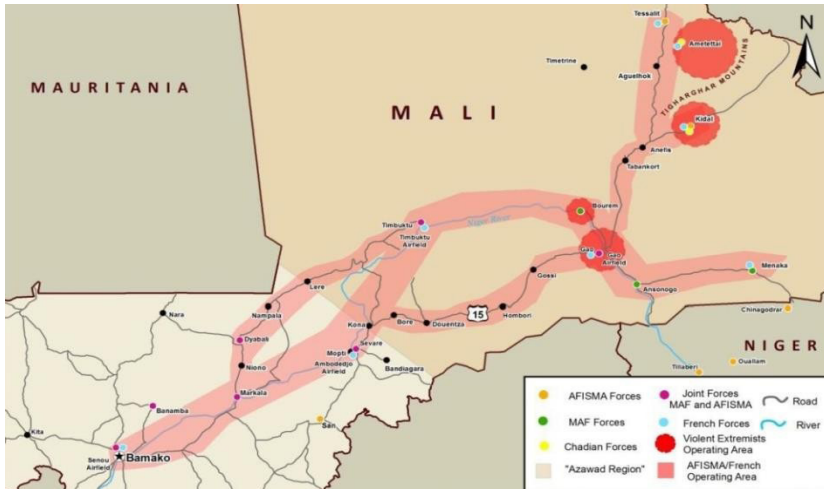 Tessalit
N
Ametettai
Timetrine
Aguelhok
MAURITANIA
TIGHARGHAR MOUNTAINS
MALI
Kidal
Anefis
Tabankort
Bourem
Timbuktu
Niger River
Timbuktu
Airfield
Gao
Gao
Airfield
Menaka
Gossi
Lere
Ansonogo
Nampala
Hombori
Chinegodrar
Nara
15
Kona
Bore
Douentza
Dyabali
Sevare
NIGER
Mopti
Niono
Ambodedjo
Airfield
Bandiagara
Ouallam
Tillaberi
Markala
Banamba
San
Kita
Senou
Airfield
Bamako
AFISMA Forces
Joint Forces
MAF and AFISMA
Road
MAF Forces
French Forces
River
Chadian Forces
Violent Extremists
Operating Area
"Azawad Region"
AFISMA/French
Operating Area